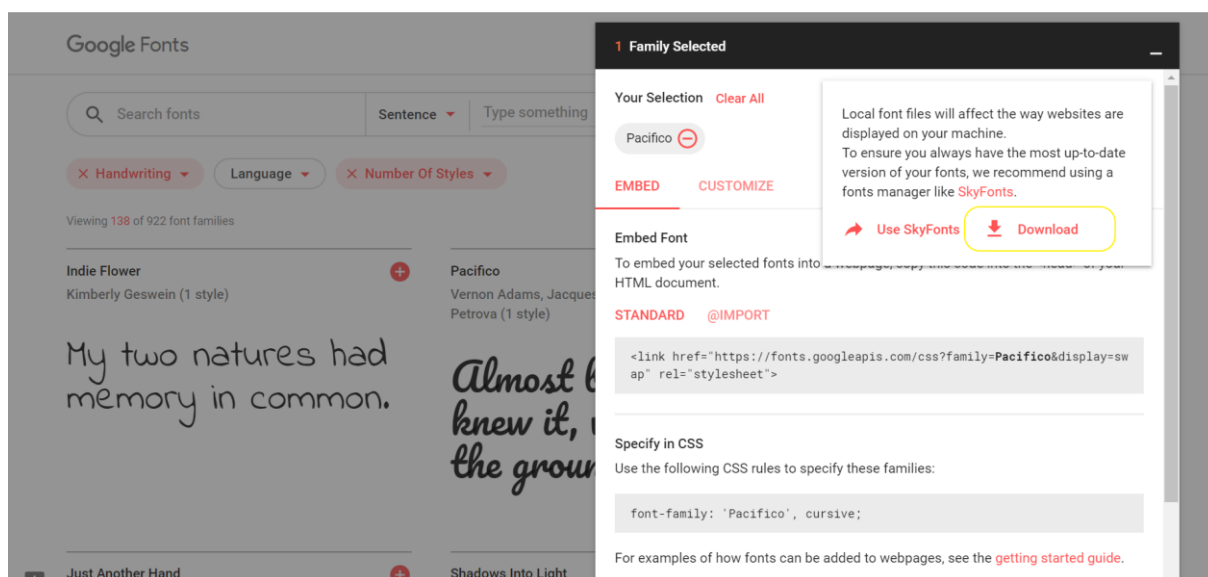 Google Fonts
Search fonts
Sentence
Type something
Handwriting
Language
Number Of Styles
Viewing 138 of 922 font families
Indie Flower
Kimberly Geswein (1 style)
My two natures had
memory in common.
Pacifico
Vernon Adams, Jacques
Petrova (1 style)
Almost
knew it,
the groun
Just Another Hand
Shadows Into Light
1 Family Selected
Your Selection Clear All
Pacifico
EMBED CUSTOMIZE
Local font files will affect the way websites are
displayed on your machine.
To ensure you always have the most up-to-date
version of your fonts, we recommend using a
fonts manager like SkyFonts.
Use SkyFonts Download
Embed Font
To embed your selected fonts into a webpage, copy this code into the <head> of your
HTML document.
STANDARD @IMPORT
<link href="https://fonts.googleapis.com/css?family=Pacifico&display=sw
ap" rel="stylesheet">
Specify in CSS
Use the following CSS rules to specify these families:
font-family: 'Pacifico', cursive;
For examples of how fonts can be added to webpages, see the getting started guide.